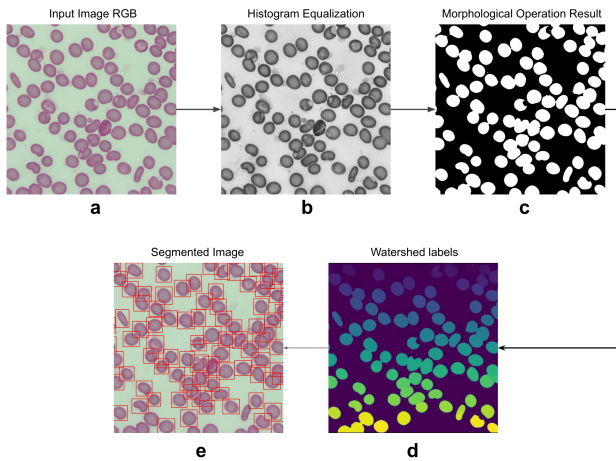 Input Image RGB
Histogram Equalization
Morphological Operation Result
a
b
c
Segmented Image
Watershed labels
e
d